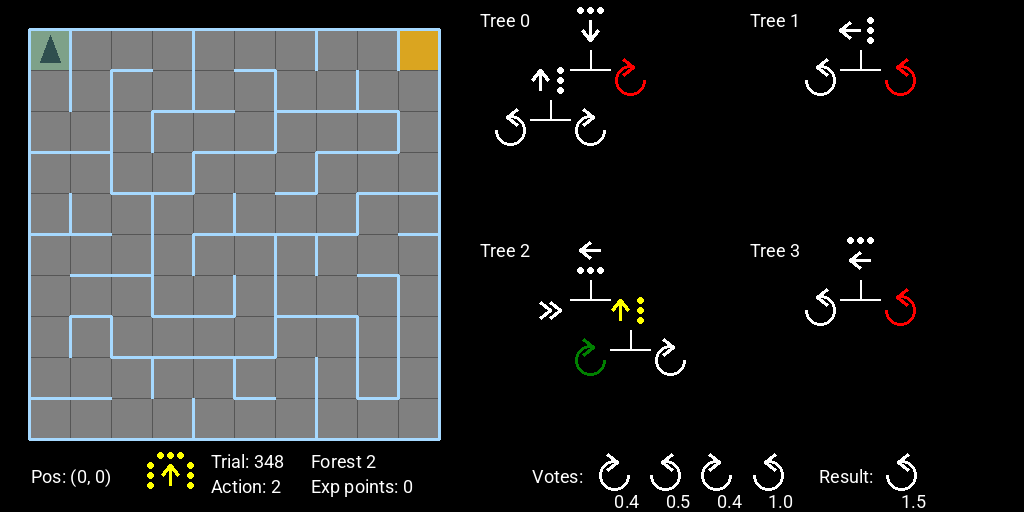 Tree 0
Tree 1
Tree 2
Tree 3
Pos: (0, 0)
Trial: 348
Forest 2
Action: 2
Exp points: 0
Votes:
0.4
0.5
0.4
1.0
Result:
1.5